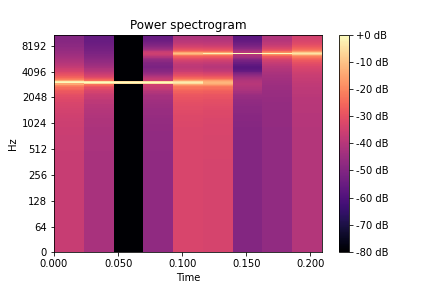 Power spectrogram
Hz
8192
4096
2048
1024
512
256
128
64
0
0.000 0.050 0.100 0.150 0.200
Time
+0 dB
-10 dB
-20 dB
-30 dB
-40 dB
-50 dB
-60 dB
-70 dB
-80 dB